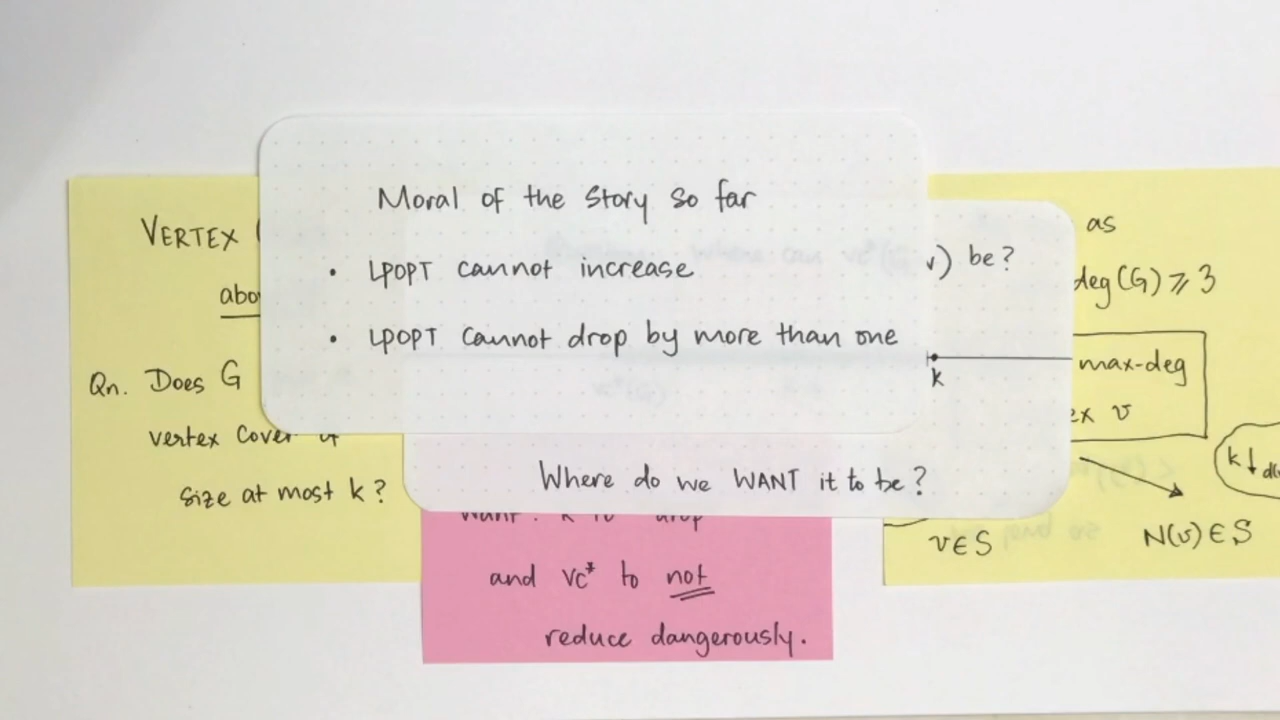 Moral of the Story so far
• LPOPT cannot increase
• LPOPT cannot drop by more than one
VERTEX
Qn. Does G
vertex Cover
size at most k?
) be?
k
Where do we WANT it to be?
and VC* to not
reduce dangerously.
as
deg(G) ⩾ 3
max-deg
v
k↓
v∈S
N(v)∈S